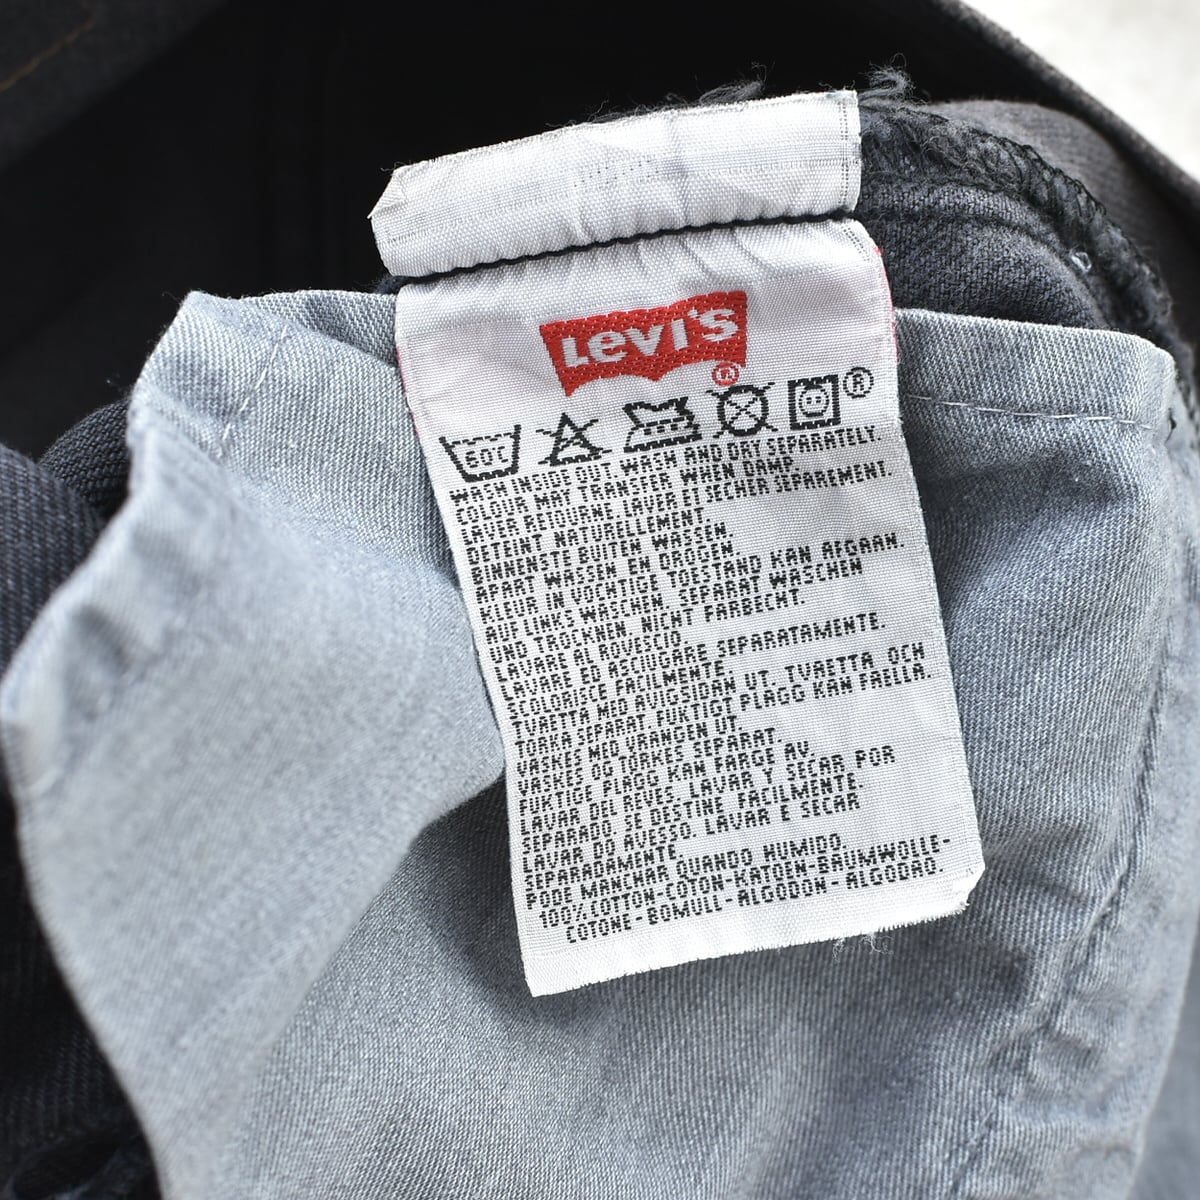 LEVI'S
®
60°C
WASH INSIDE OUT WASH AND DRY SEPARATELY.
COLOUR MAY TRANSFER WHEN DAMP.
LAVER RETOURNE. LAVER ET SECHER SEPAREMENT.
DETEINT NATURELLEMENT.
BINNENSTE BUITEN WASSEN.
APART WASSEN EN DROGEN.
KLEUR IN VOCHTIGE TOESTAND KAN AFGAAN.
AUF LINKS WASCHEN. SEPARAT WASCHEN
UND TROCKNEN. NICHT FARBECHT.
LAVARE AL ROVESCIO.
LAVARE ED ASCIUGARE SEPARATAMENTE.
SCOLORISCE FACILMENTE.
TVAETTA MED AVIGSIDAN UT. TVAETTA OCH
TORKA SEPARAT. FUKTIGT PLAGG KAN FAELLA.
VASKES MED VRANGEN UT.
VASKES OG TORKES SEPARAT.
FUKTIGE PLAGG KAN FARGE AV.
LAVAR DEL REVES. LAVAR Y SECAR POR
SEPARADO. SE DESTINE FACILMENTE.
LAVAR DO AVESSO. LAVAR E SECAR
SEPARADAMENTE.
PODE MANCHAR QUANDO HUMIDO.
100% COTTON-COTON-KATOEN-BAUMWOLLE-
COTONE-BOMULL-ALGODON-ALGODAO.